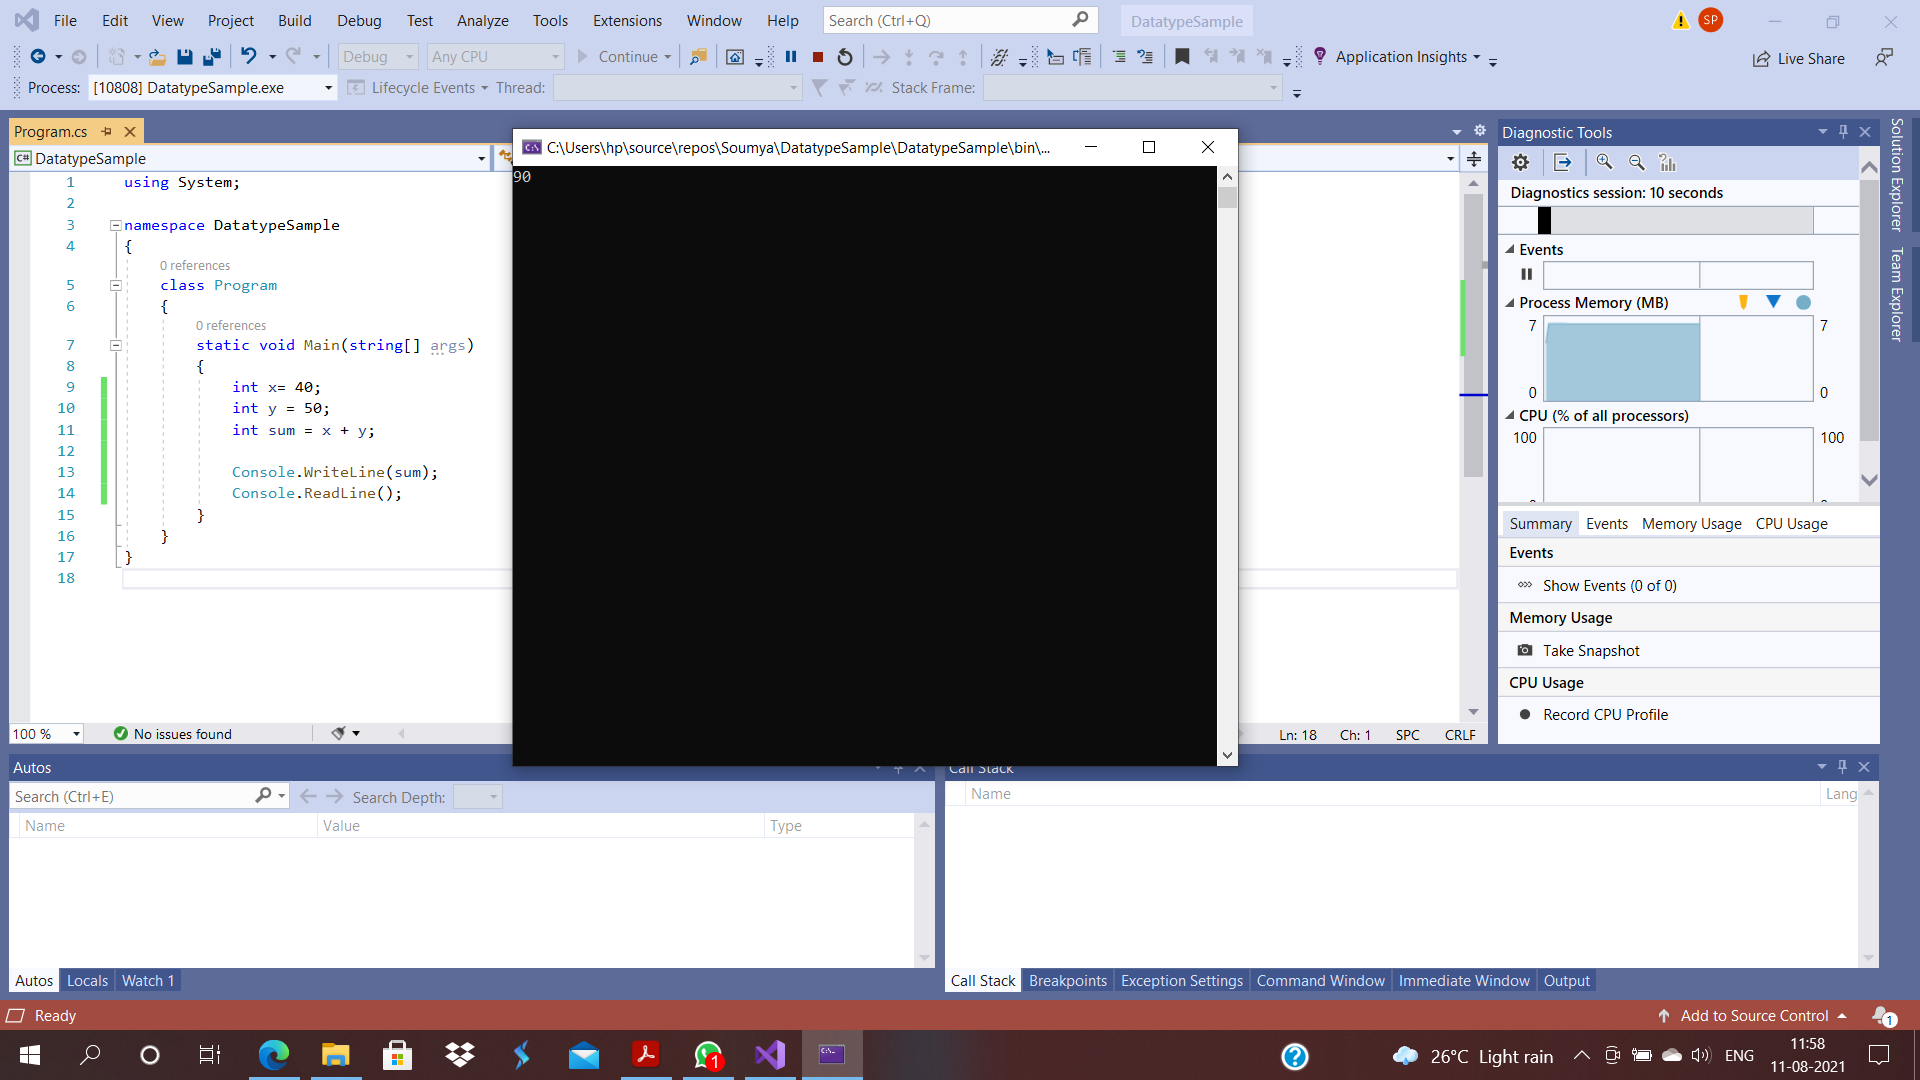 File Edit View Project Build Debug Test Analyze Tools Extensions Window Help Search (Ctrl+Q) DatatypeSample SP
Debug Any CPU Continue Application Insights Live Share
Process: [10808] DatatypeSample.exe Lifecycle Events Thread: Stack Frame:
Program.cs
C# DatatypeSample
1 using System;
2
3 namespace DatatypeSample
4 {
0 references
5 class Program
6 {
0 references
7 static void Main(string[] args)
8 {
9 int x= 40;
10 int y = 50;
11 int sum = x + y;
12
13 Console.WriteLine(sum);
14 Console.ReadLine();
15 }
16 }
17 }
18
100 % No issues found Ln: 18 Ch: 1 SPC CRLF
C:\Users\hp\source\repos\Soumya\DatatypeSample\DatatypeSample\bin\...
90
Diagnostic Tools
Diagnostics session: 10 seconds
Events
Process Memory (MB)
7 7
0 0
CPU (% of all processors)
100 100
Summary Events Memory Usage CPU Usage
Events
Show Events (0 of 0)
Memory Usage
Take Snapshot
CPU Usage
Record CPU Profile
Solution Explorer
Team Explorer
Autos
Search (Ctrl+E) Search Depth:
Name Value Type
Autos Locals Watch 1
Call Stack
Name Lang
Call Stack Breakpoints Exception Settings Command Window Immediate Window Output
Ready Add to Source Control 1
1 26°C Light rain ENG 11:58
11-08-2021